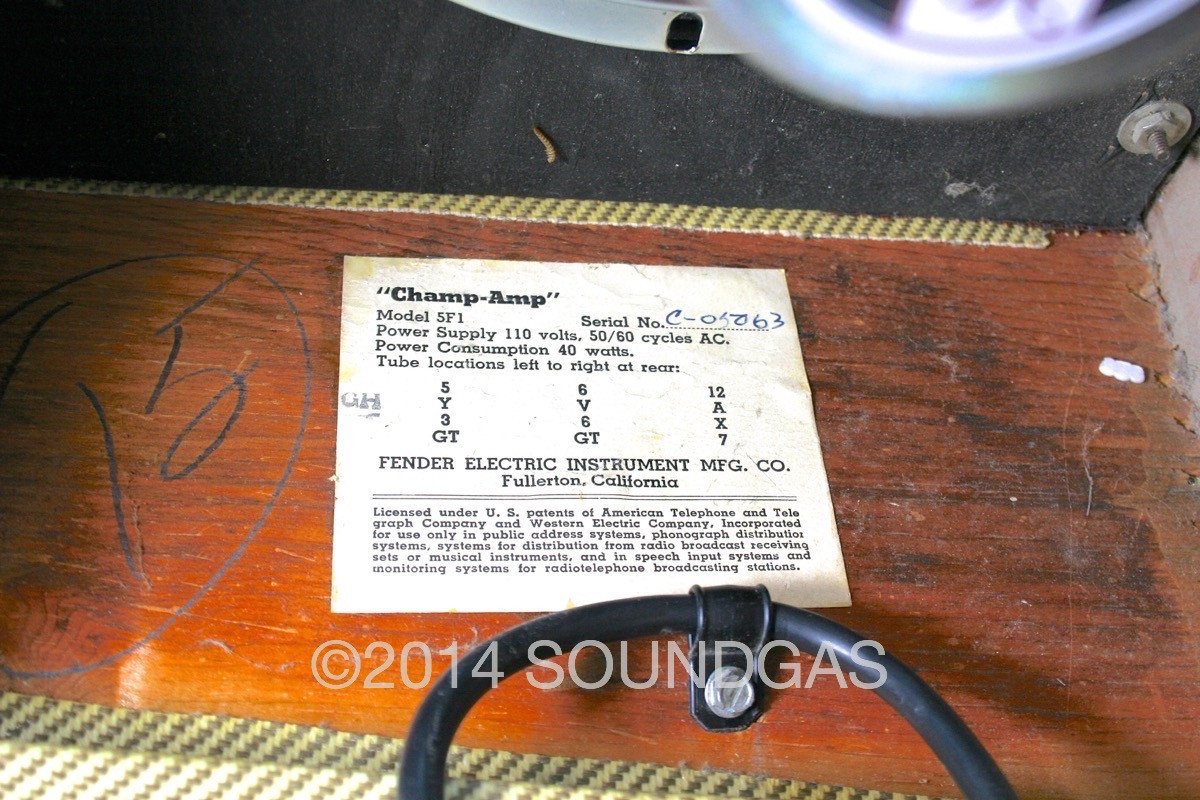 "Champ-Amp"
Model 5F1 Serial No. C-05063
Power Supply 110 volts, 50/60 cycles AC.
Power Consumption 40 watts.
Tube locations left to right at rear:
5 6 12
Y V A
3 6 X
GT GT 7
GH
FENDER ELECTRIC INSTRUMENT MFG. CO.
Fullerton, California
Licensed under U. S. patents of American Telephone and Tele
graph Company and Western Electric Company, Incorporated
for use only in public address systems, phonograph distribution
systems, systems for distribution from radio broadcast receiving
sets or musical instruments, and in speech input systems and
monitoring systems for radiotelephone broadcasting stations.
15
©2014 SOUNDGAS